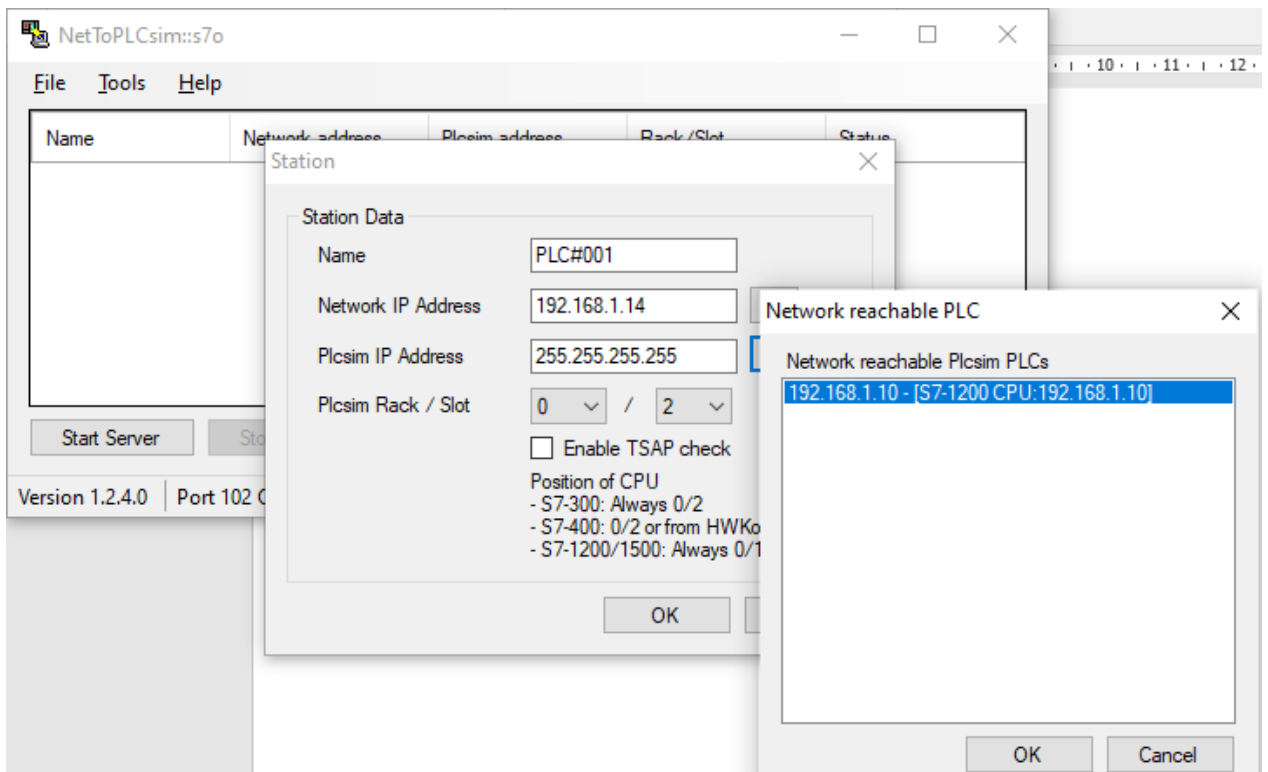 NetToPLCsim::s7o
File Tools Help
· ı · 10 · ı · 11 · ı · 12 ·
Name Network address Plcsim address Rack/Slot Status
Station
Station Data
Name PLC#001
Network IP Address 192.168.1.14
Plcsim IP Address 255.255.255.255
Plcsim Rack / Slot 0 / 2
Enable TSAP check
Position of CPU
- S7-300: Always 0/2
- S7-400: 0/2 or from HWKo
- S7-1200/1500: Always 0/1
OK
Start Server Sto
Version 1.2.4.0 Port 102
Network reachable PLC
Network reachable Plcsim PLCs
192.168.1.10 - [S7-1200 CPU:192.168.1.10]
OK Cancel